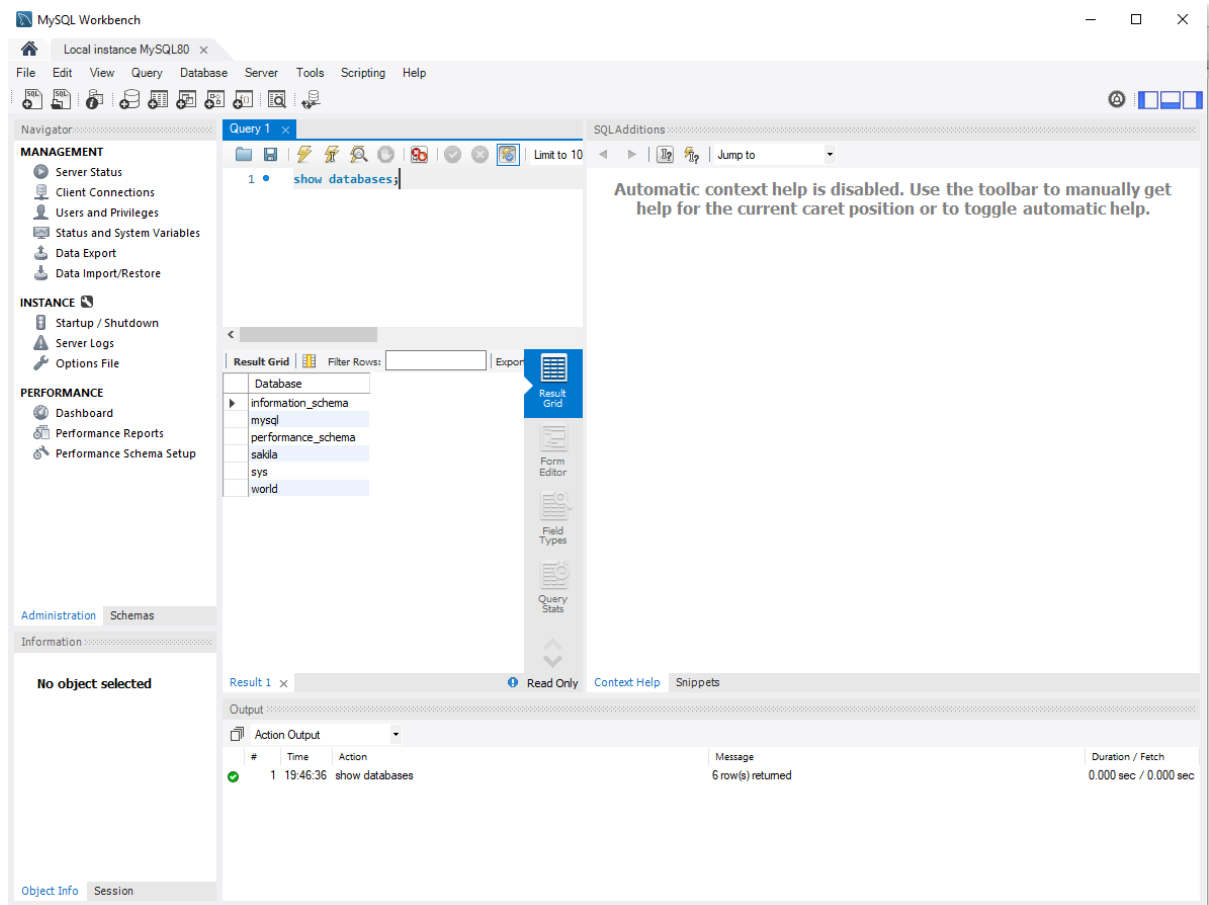 MySQL Workbench
Local instance MySQL80
File Edit View Query Database Server Tools Scripting Help
Navigator
MANAGEMENT
Server Status
Client Connections
Users and Privileges
Status and System Variables
Data Export
Data Import/Restore
INSTANCE
Startup / Shutdown
Server Logs
Options File
PERFORMANCE
Dashboard
Performance Reports
Performance Schema Setup
Administration Schemas
Information
No object selected
Object Info Session
Query 1
Limit to 10
1 show databases;
Result Grid Filter Rows: Expor
Database
information_schema
mysql
performance_schema
sakila
sys
world
Result
Grid
Form
Editor
Field
Types
Query
Stats
Result 1 Read Only
SQLAdditions
Jump to
Automatic context help is disabled. Use the toolbar to manually get
help for the current caret position or to toggle automatic help.
Context Help Snippets
Output
Action Output
# Time Action Message Duration / Fetch
1 19:46:36 show databases 6 row(s) returned 0.000 sec / 0.000 sec